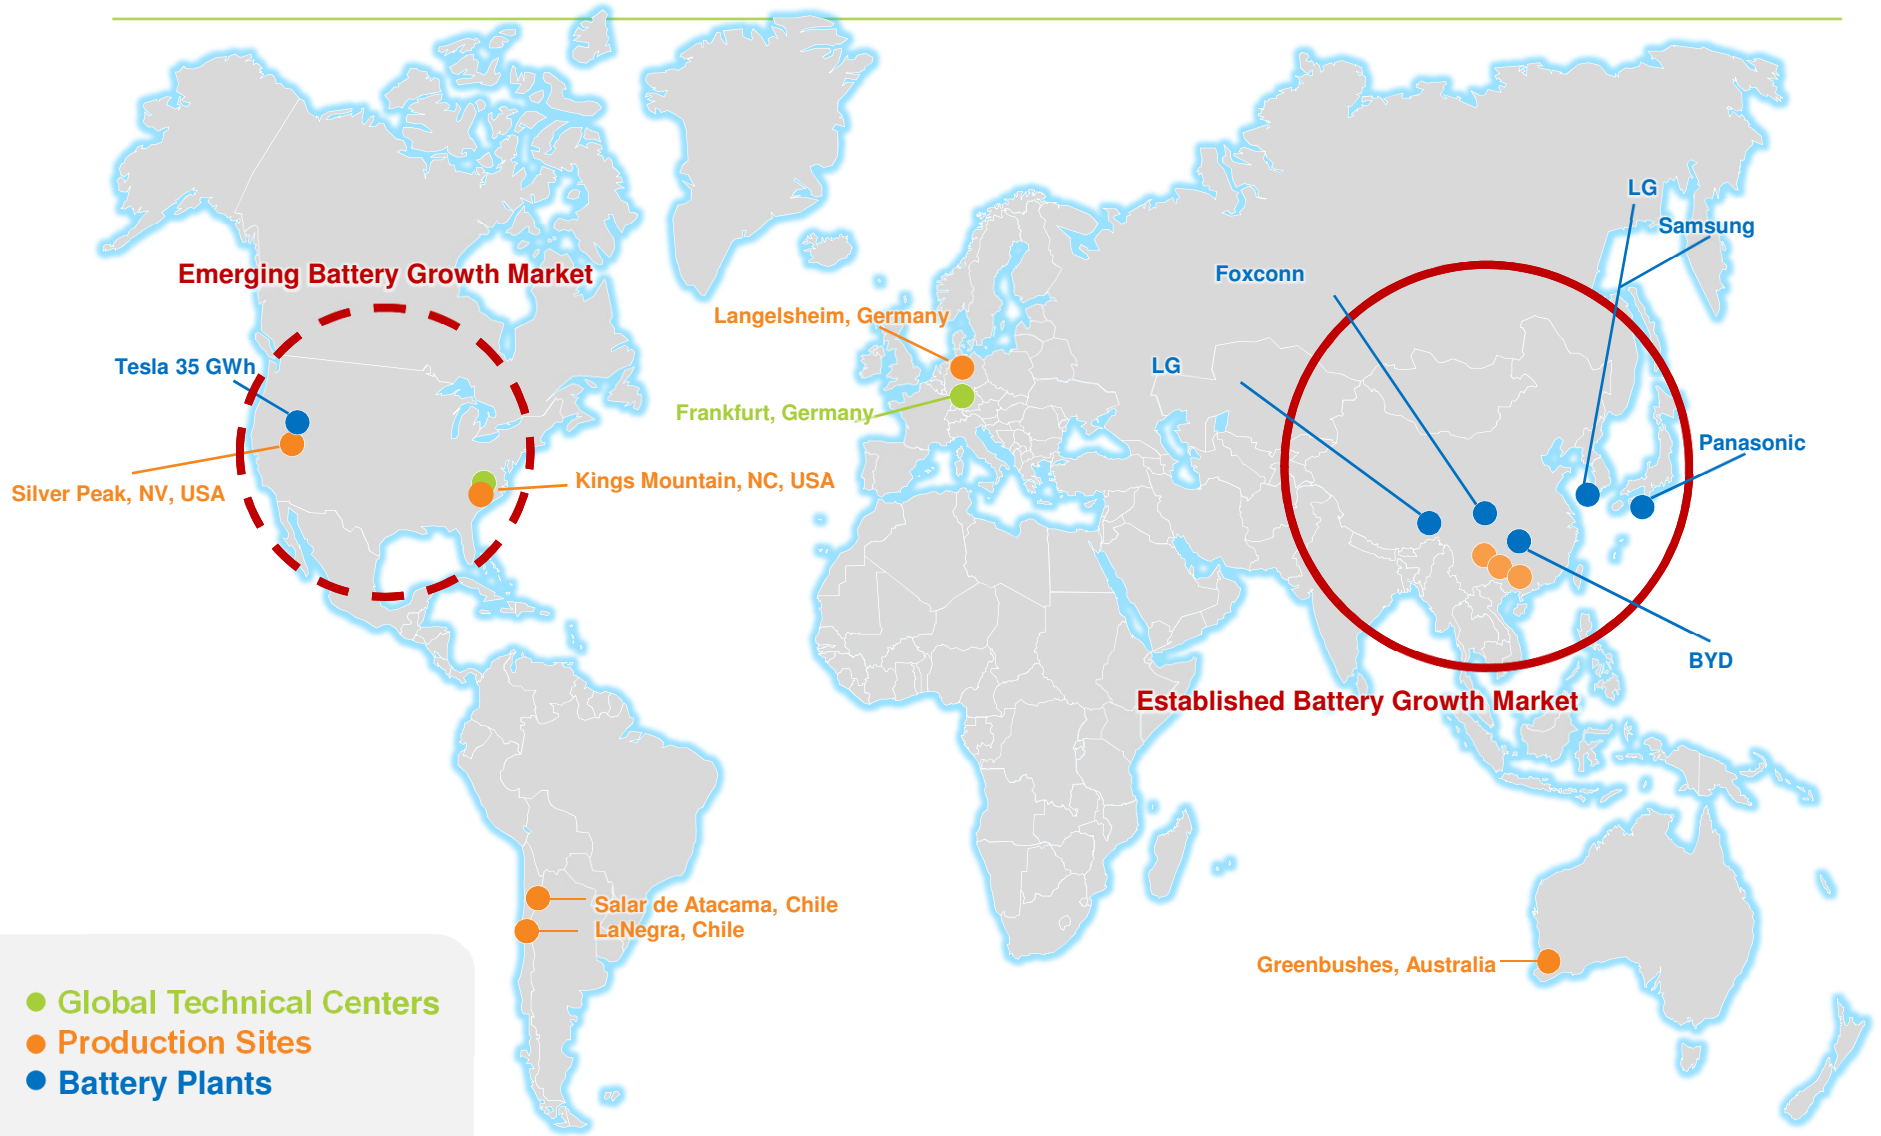 LG
Samsung
Emerging Battery Growth Market
Foxconn
Langelsheim, Germany
Tesla 35 GWh
LG
Frankfurt, Germany
Panasonic
Silver Peak, NV, USA
Kings Mountain, NC, USA
BYD
Established Battery Growth Market
Salar de Atacama, Chile
LaNegra, Chile
Greenbushes, Australia
Global Technical Centers
Production Sites
Battery Plants